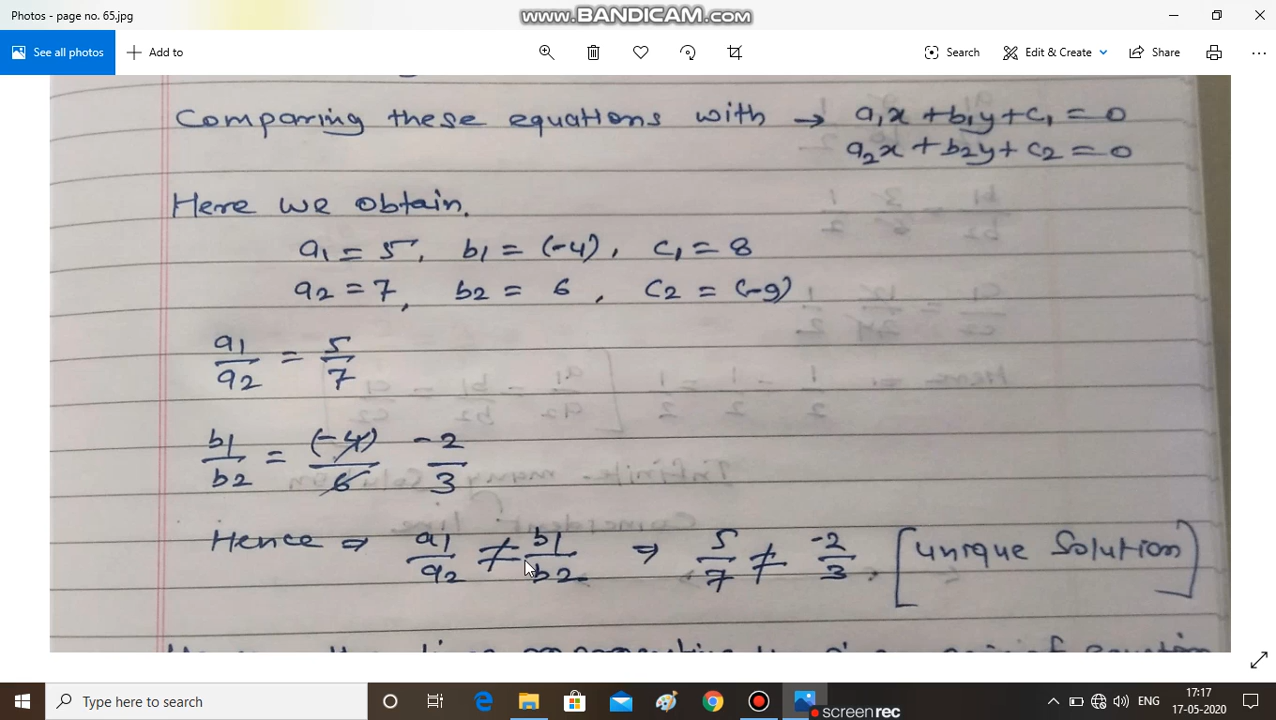 Photos - page no. 65.jpg
www.BANDICAM.com
See all photos
Add to
Search
Edit & Create
Share
Comparing these equations with → a1x + b1y + c1 = 0
a2x + b2y + c2 = 0
Here we obtain.
a1 = 5, b1 = (-4), c1 = 8
a2 = 7, b2 = 6, c2 = (-9)
a1/a2 = 5/7
b1/b2 = (-4)/6 -2/3
Hence ⇒ a1/a2 ≠ b1/b2 ⇒ 5/7 ≠ -2/3. [unique Solution]
Type here to search
ENG
17:17
17-05-2020
screen rec